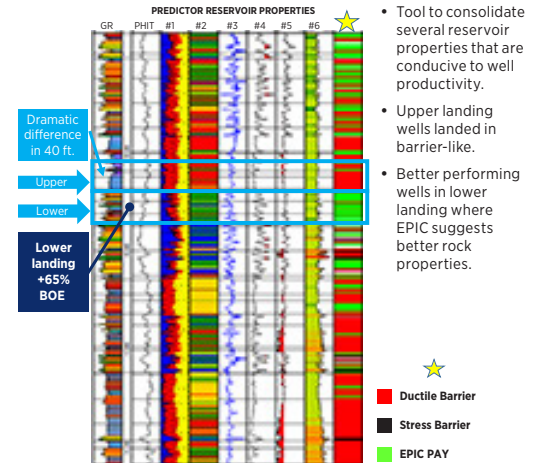 PREDICTOR RESERVOIR PROPERTIES
GR PHIT #1 #2 #3 #4 #5 #6
• Tool to consolidate
several reservoir
properties that are
conducive to well
productivity.
• Upper landing
wells landed in
barrier-like.
• Better performing
wells in lower
landing where
EPIC suggests
better rock
properties.
Dramatic
difference
in 40 ft.
Upper
Lower
Lower
landing
+65%
BOE
Ductile Barrier
Stress Barrier
EPIC PAY